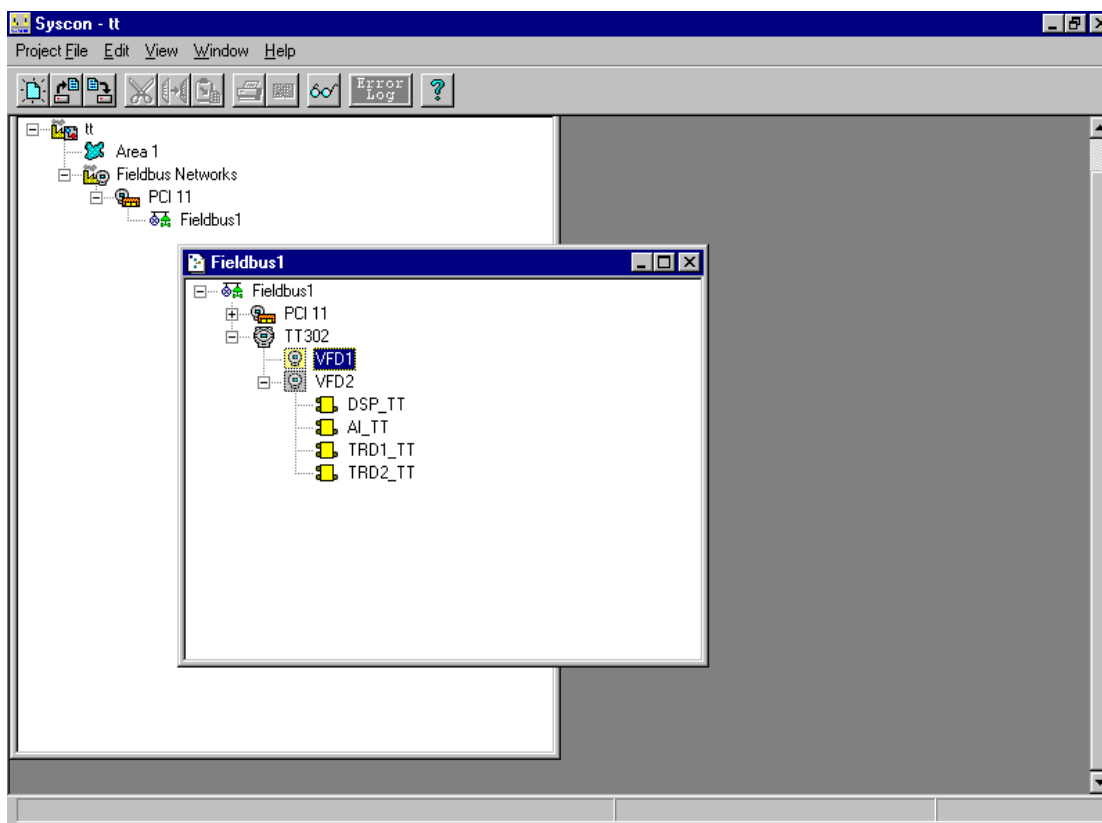 Syscon - tt
Project File Edit View Window Help
Error Log
tt
Area 1
Fieldbus Networks
PCI 11
Fieldbus1
Fieldbus1
Fieldbus1
PCI 11
TT302
VFD1
VFD2
DSP_TT
AI_TT
TRD1_TT
TRD2_TT